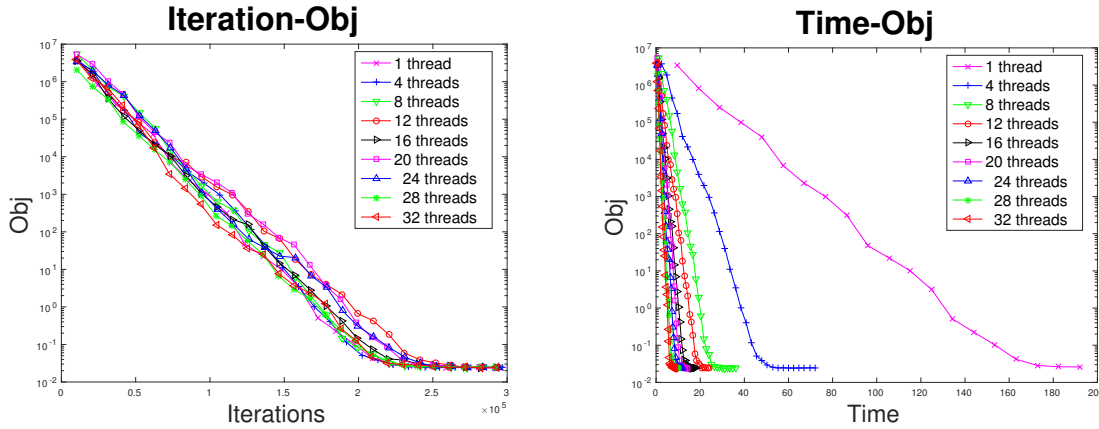 Iteration-Obj
10^7
10^6
10^5
10^4
10^3
10^2
10^1
10^0
10^-1
10^-2
Obj
0.5
1
1.5
2
2.5
3
×10^5
Iterations
1 thread
4 threads
8 threads
12 threads
16 threads
20 threads
24 threads
28 threads
32 threads
Time-Obj
10^7
10^6
10^5
10^4
10^3
10^2
10^1
10^0
10^-1
10^-2
Obj
0
20
40
60
80
100
120
140
160
180
20
Time
1 thread
4 threads
8 threads
12 threads
16 threads
20 threads
24 threads
28 threads
32 threads